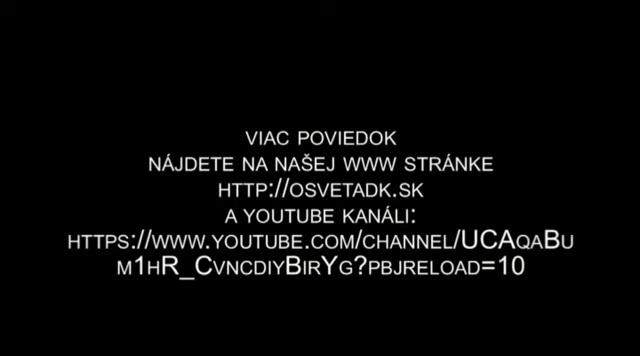 viac poviedok
nájdete na našej www stránke
http://osvetadk.sk
a youtube kanáli:
https://www.youtube.com/channel/UCAqaBu
m1hR_CvncdiyBirYg?pbjreload=10